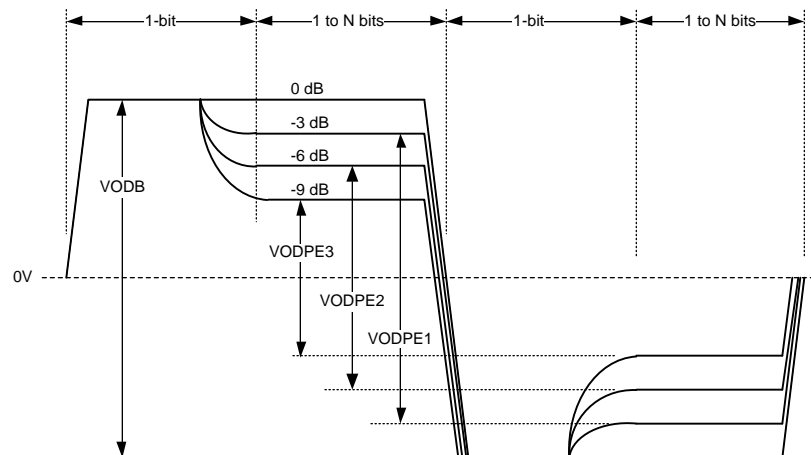 1-bit 1 to N bits 1-bit 1 to N bits
0 dB
-3 dB
-6 dB
VODB
-9 dB
VODPE3
0V
VODPE2
VODPE1